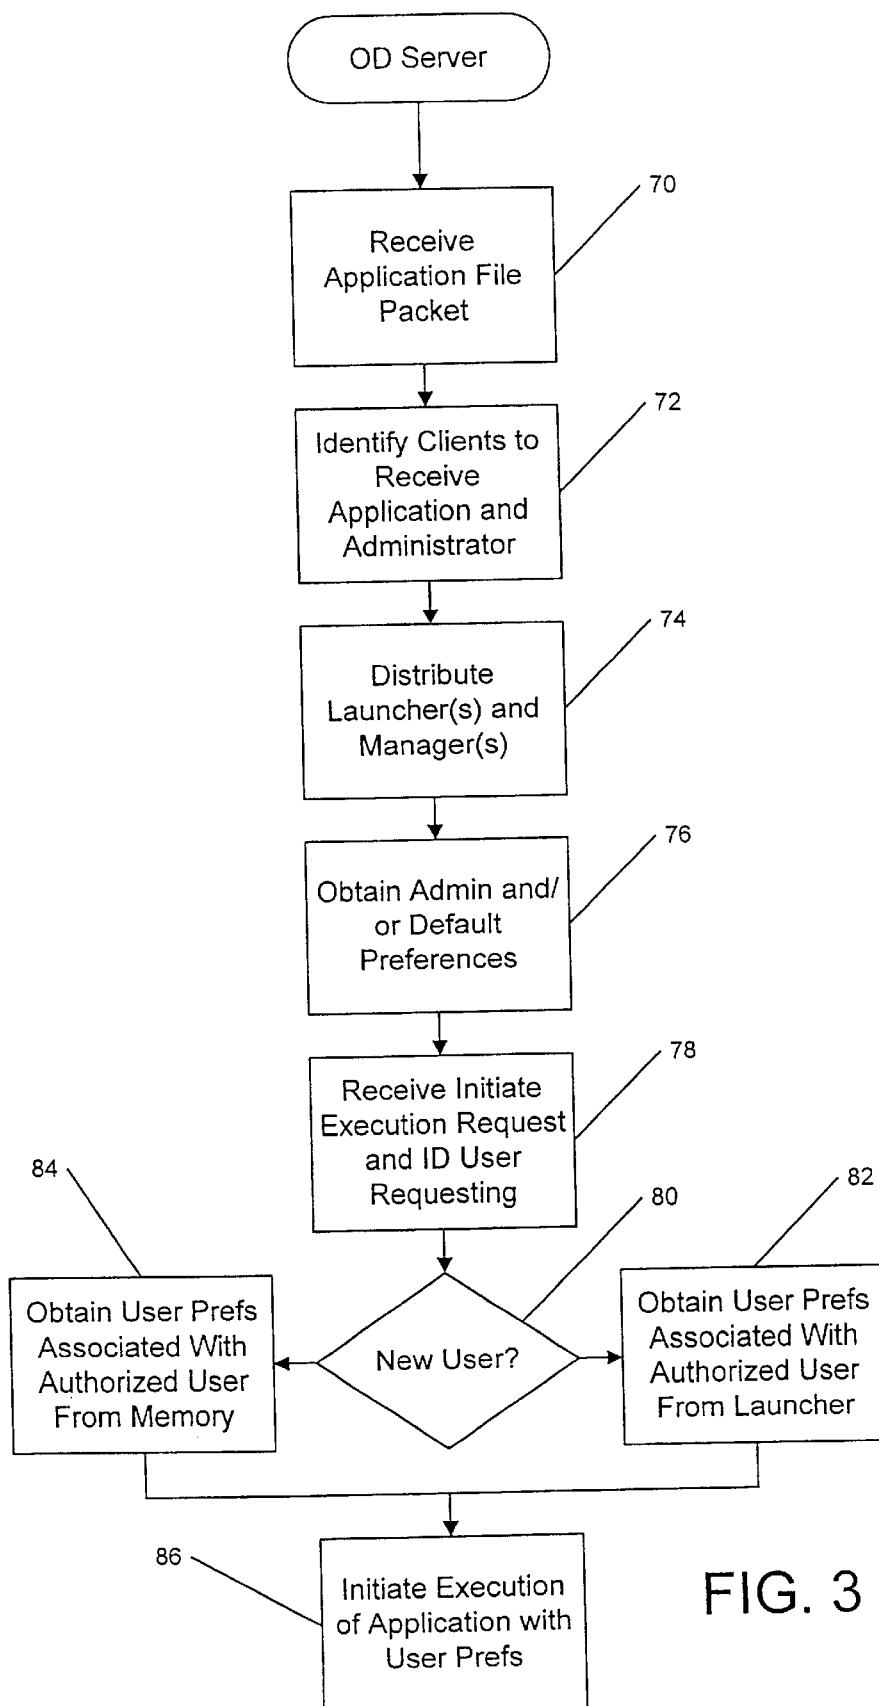 OD Server
70
Receive
Application File
Packet
72
Identify Clients to
Receive
Application and
Administrator
74
Distribute
Launcher(s) and
Manager(s)
76
Obtain Admin and/
or Default
Preferences
78
Receive Initiate
Execution Request
and ID User
Requesting
84
80
82
Obtain User Prefs
Associated With
Authorized User
From Memory
New User?
Obtain User Prefs
Associated With
Authorized User
From Launcher
86
Initiate Execution
of Application with
User Prefs
FIG. 3